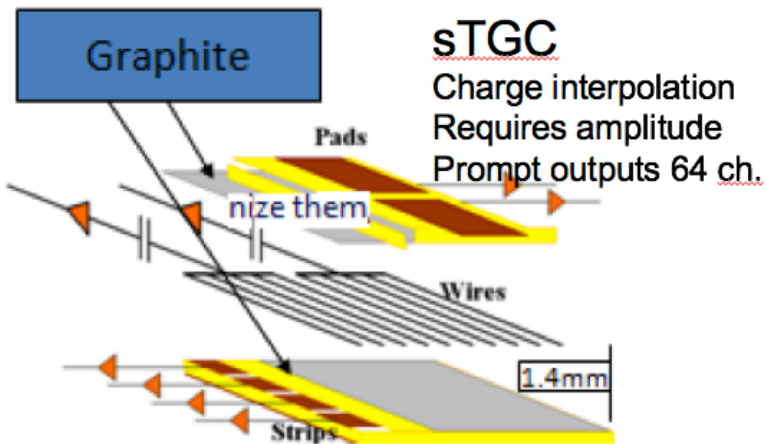 Graphite
sTGC
Charge interpolation
Requires amplitude
Prompt outputs 64 ch.
Pads
nize them,
Wires
1.4mm
Strips